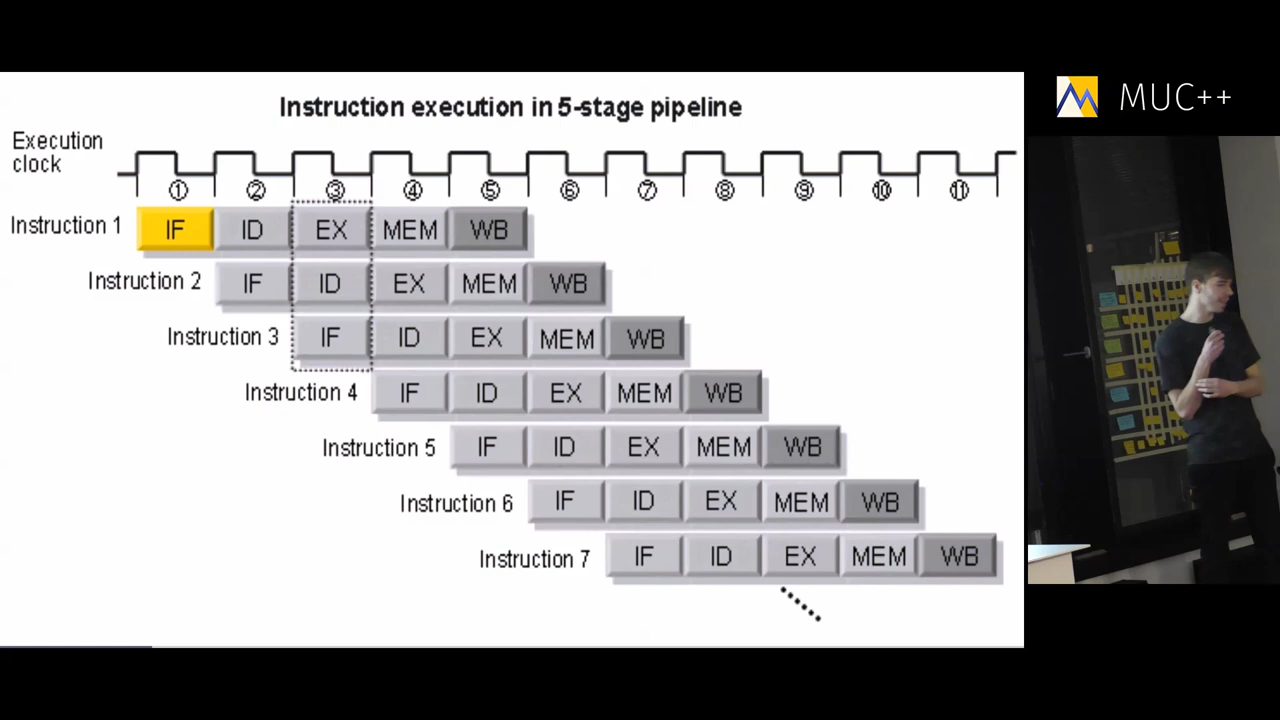 MUC++
Instruction execution in 5-stage pipeline
Execution
clock
① ② ③ ④ ⑤ ⑥ ⑦ ⑧ ⑨ ⑩ ⑪
Instruction 1 IF ID EX MEM WB
Instruction 2 IF ID EX MEM WB
Instruction 3 IF ID EX MEM WB
Instruction 4 IF ID EX MEM WB
Instruction 5 IF ID EX MEM WB
Instruction 6 IF ID EX MEM WB
Instruction 7 IF ID EX MEM WB